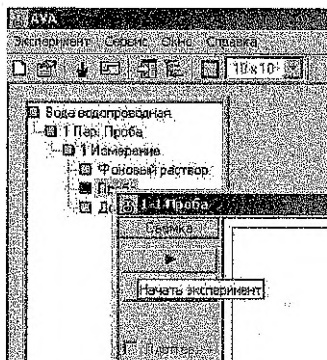 AVA
Эксперимент Сервис Окно Справка
10x10
Вода водопроводная
1 Пар. Проба
1 Измерение
Фоновый раствор
1-1 Проба
Съемка
Начать эксперимент